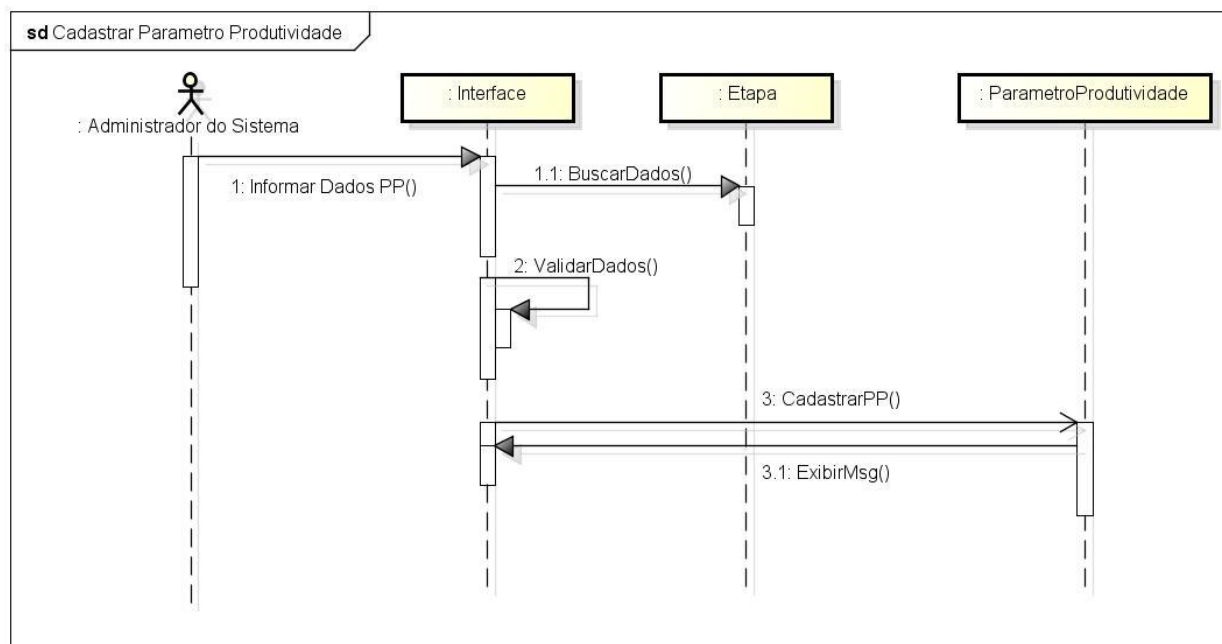 sd Cadastrar Parametro Produtividade
: Administrador do Sistema
: Interface
: Etapa
: ParametroProdutividade
1: Informar Dados PP()
1.1: BuscarDados()
2: ValidarDados()
3: CadastrarPP()
3.1: ExibirMsg()